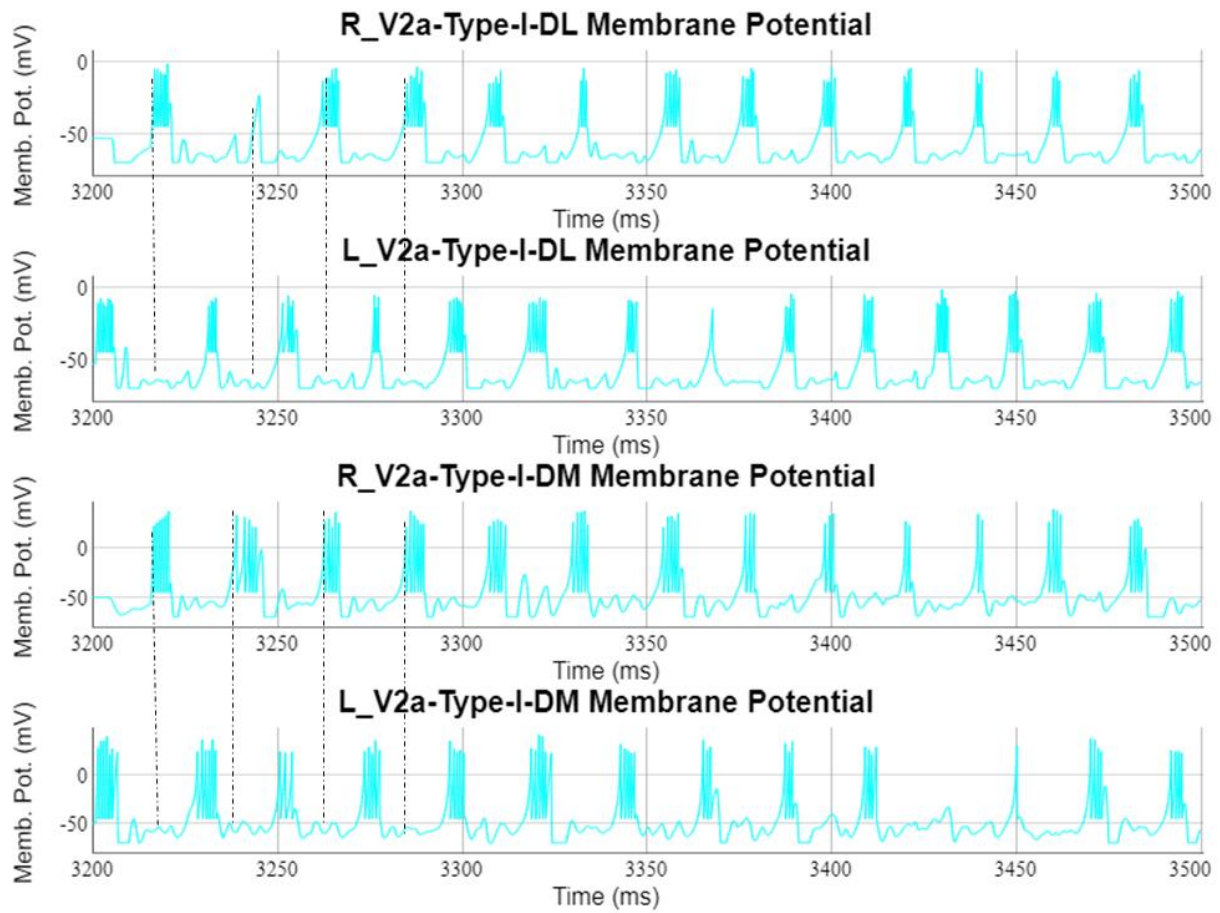 R_V2a-Type-I-DL Membrane Potential
Memb. Pot. (mV)
0
-50
3200 3250 3300 3350 3400 3450 3500
Time (ms)
L_V2a-Type-I-DL Membrane Potential
Memb. Pot. (mV)
0
-50
3200 3250 3300 3350 3400 3450 3500
Time (ms)
R_V2a-Type-I-DM Membrane Potential
Memb. Pot. (mV)
0
-50
3200 3250 3300 3350 3400 3450 3500
Time (ms)
L_V2a-Type-I-DM Membrane Potential
Memb. Pot. (mV)
0
-50
3200 3250 3300 3350 3400 3450 3500
Time (ms)